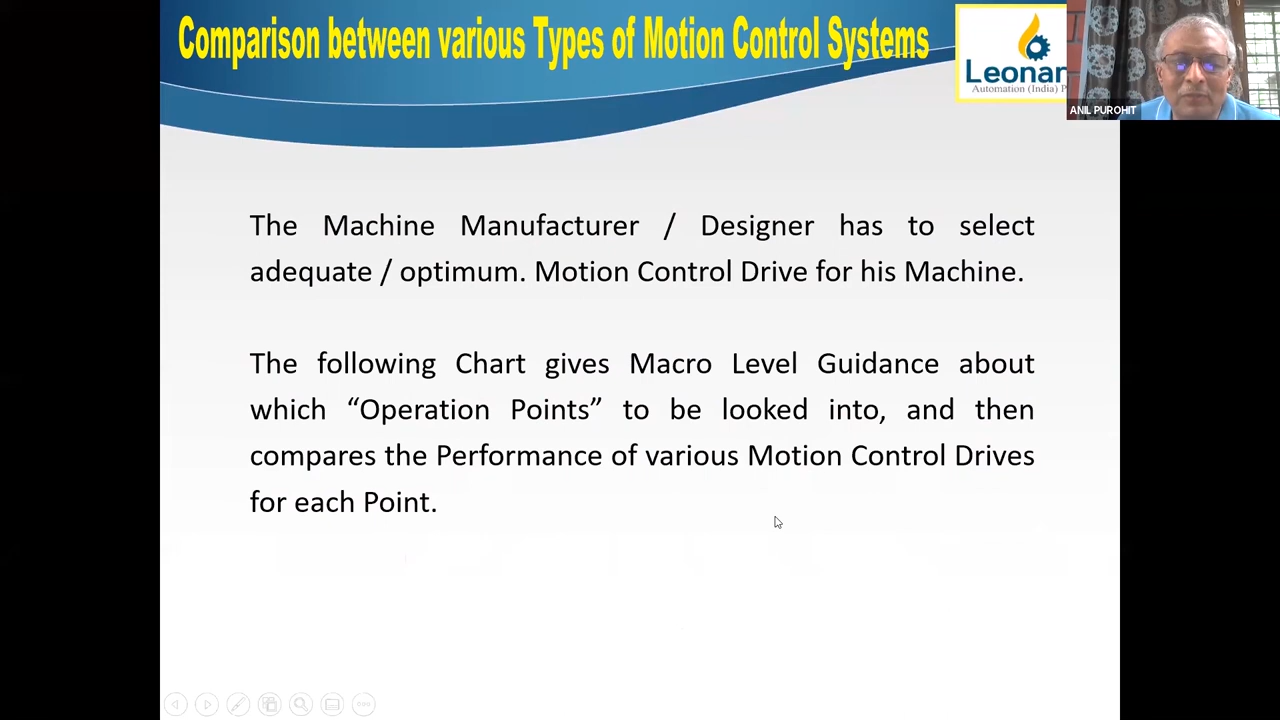 Comparison between various Types of Motion Control Systems
Leonar
Automation (India) P
ANIL PUROHIT
The Machine Manufacturer / Designer has to select
adequate / optimum. Motion Control Drive for his Machine.
The following Chart gives Macro Level Guidance about
which “Operation Points” to be looked into, and then
compares the Performance of various Motion Control Drives
for each Point.